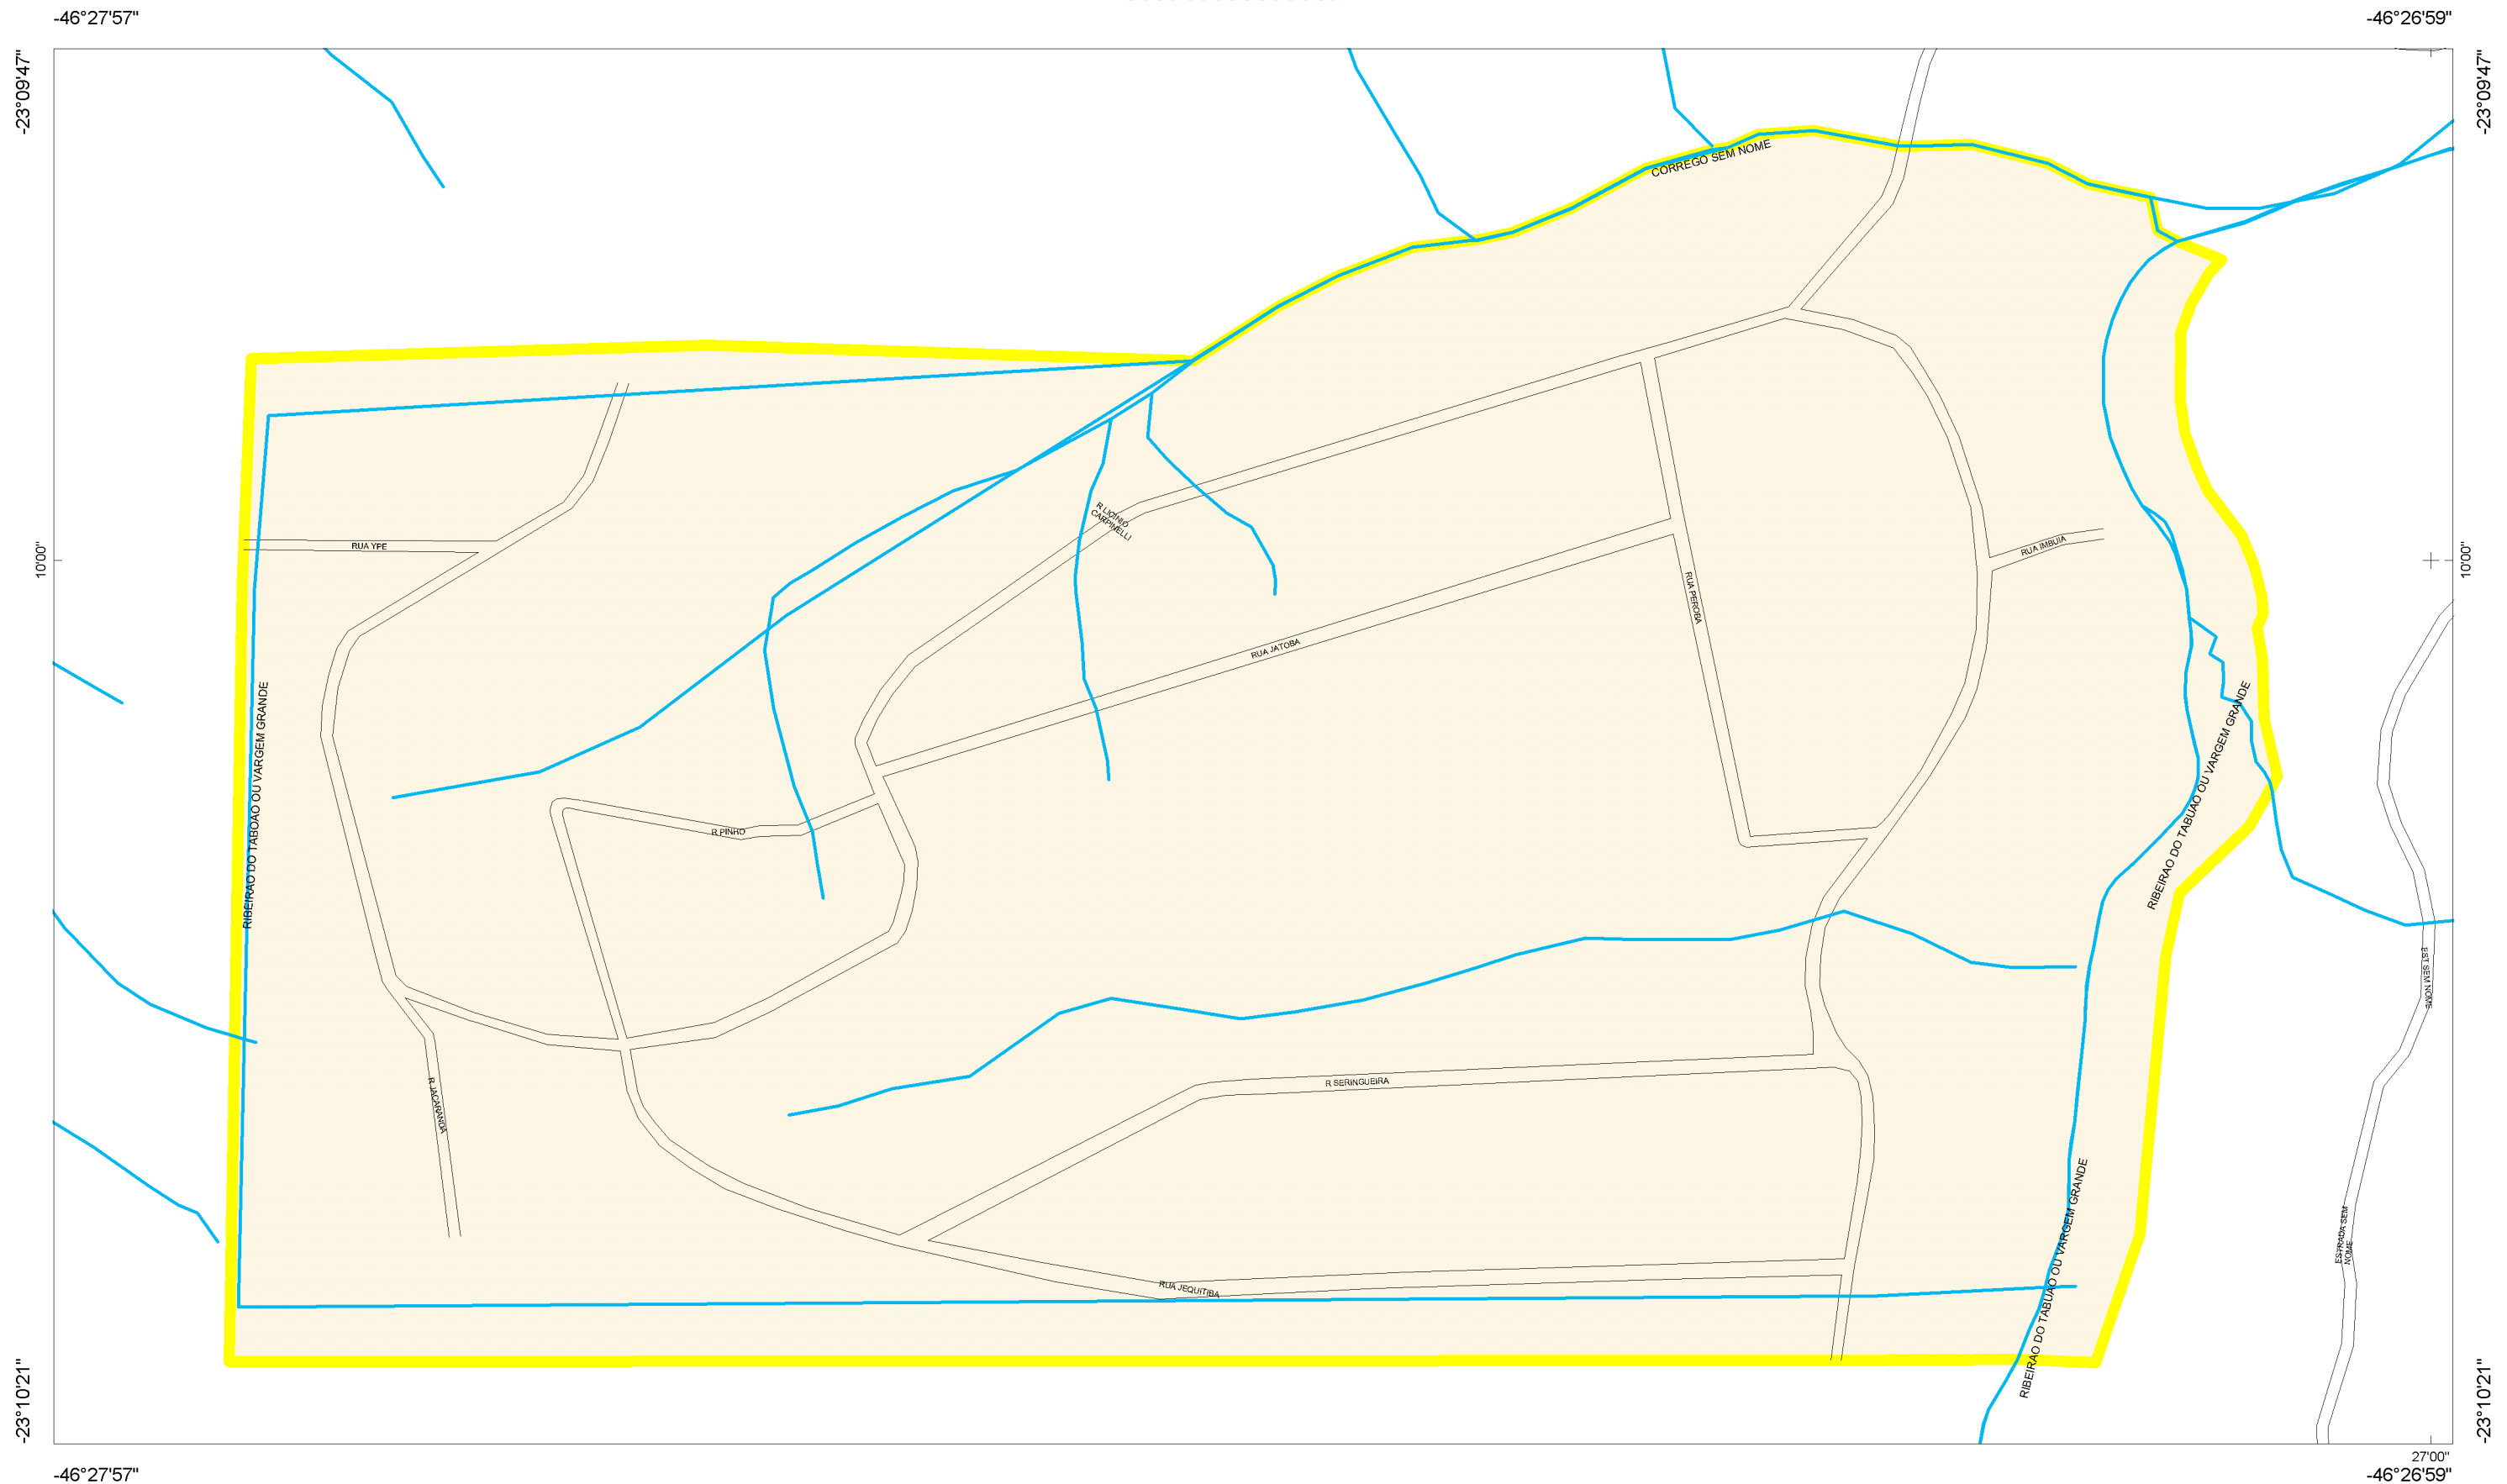 -46°27'57"
-46°26'59"
-23°09'47"
-23°09'47"
CORREGO SEM NOME
R LICINIO
CARPINELLI
RUA YPE
RUA IMBUIA
10'00"
10'00"
RUA PEROBA
RUA JATOBA
RIBEIRAO DO TABOAO OU VARGEM GRANDE
RIBEIRAO DO TABUAO OU VARGEM GRANDE
R PINHO
EST SEM NOME
R JACARANDA
R SERINGUEIRA
RIBEIRAO DO TABUAO OU VARGEM GRANDE
ESTRADA SEM
NOME
RUA JEQUITIBA
-23°10'21"
-23°10'21"
27'00"
-46°27'57"
-46°26'59"